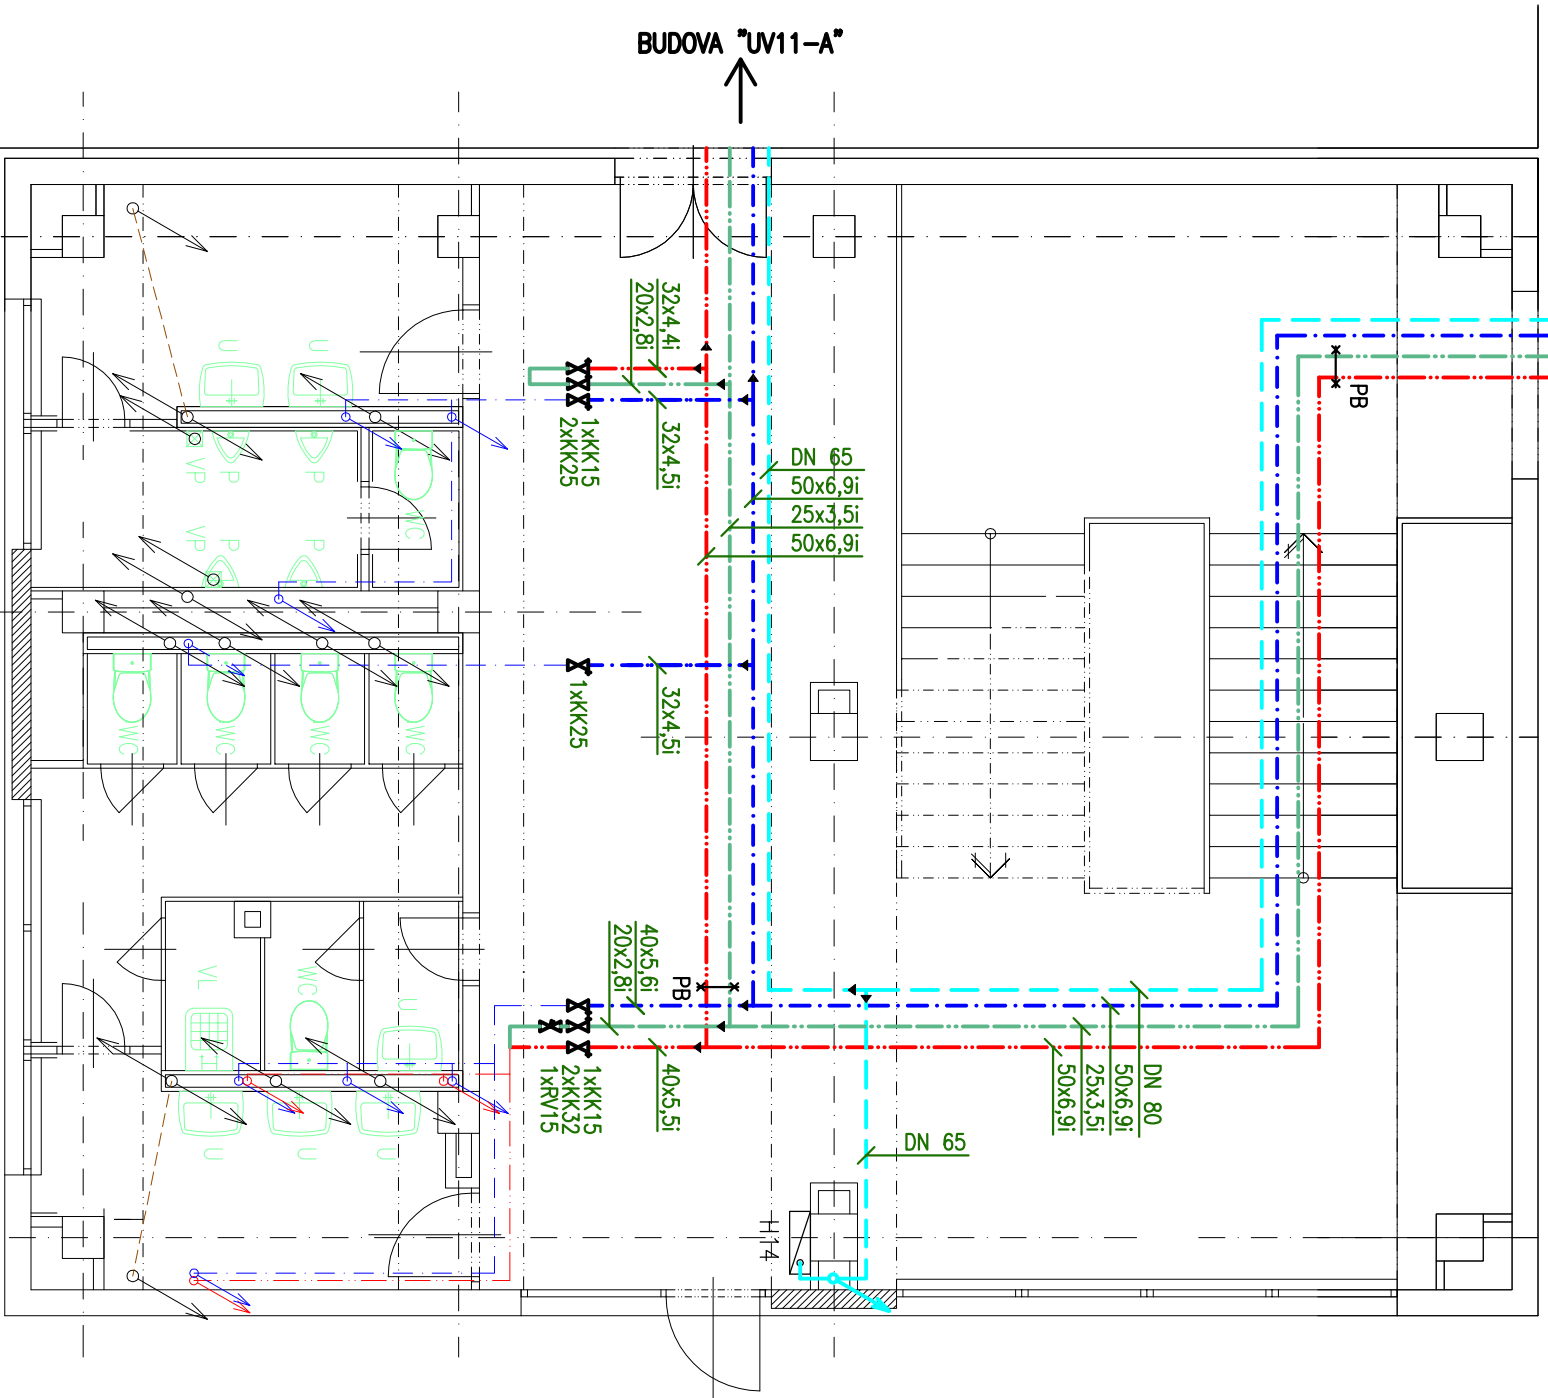 BUDOVA "UV11-A"
32x4,4i
20x2,8i
PB
U
U
1xKK15
2xKK25
32x4,5i
DN 65
50x6,9i
25x3,5i
50x6,9i
VP
P
P
WC
VP
P
P
1xKK25
32x4,5i
WC
WC
WC
WC
40x5,6i
20x2,8i
PB
VL
WC
U
1xKK15
2xKK32
1xRV15
40x5,5i
DN 80
50x6,9i
25x3,5i
50x6,9i
DN 65
U
U
U
H14